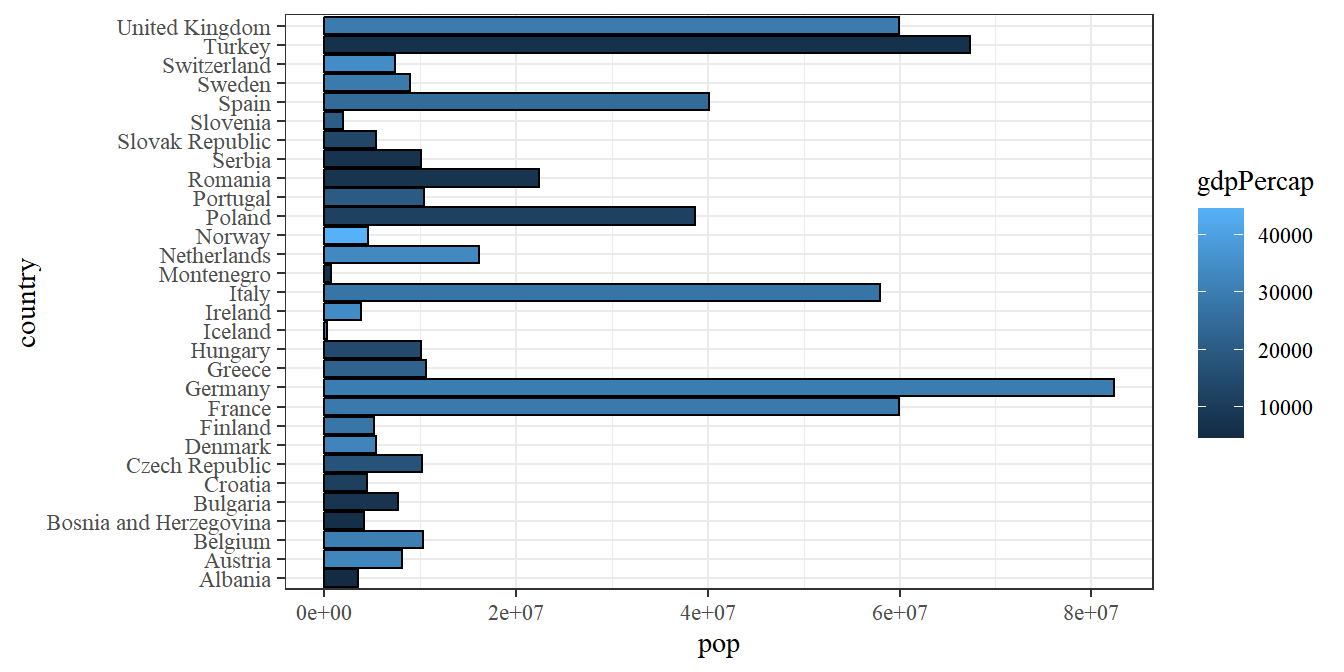 United Kingdom
Turkey
Switzerland
Sweden
Spain
Slovenia
Slovak Republic
Serbia
Romania
Portugal
Poland
Norway
Netherlands
Montenegro
Italy
Ireland
Iceland
Hungary
Greece
Germany
France
Finland
Denmark
Czech Republic
Croatia
Bulgaria
Bosnia and Herzegovina
Belgium
Austria
Albania
country
0e+00 2e+07 4e+07 6e+07 8e+07
pop
gdpPercap
40000
30000
20000
10000